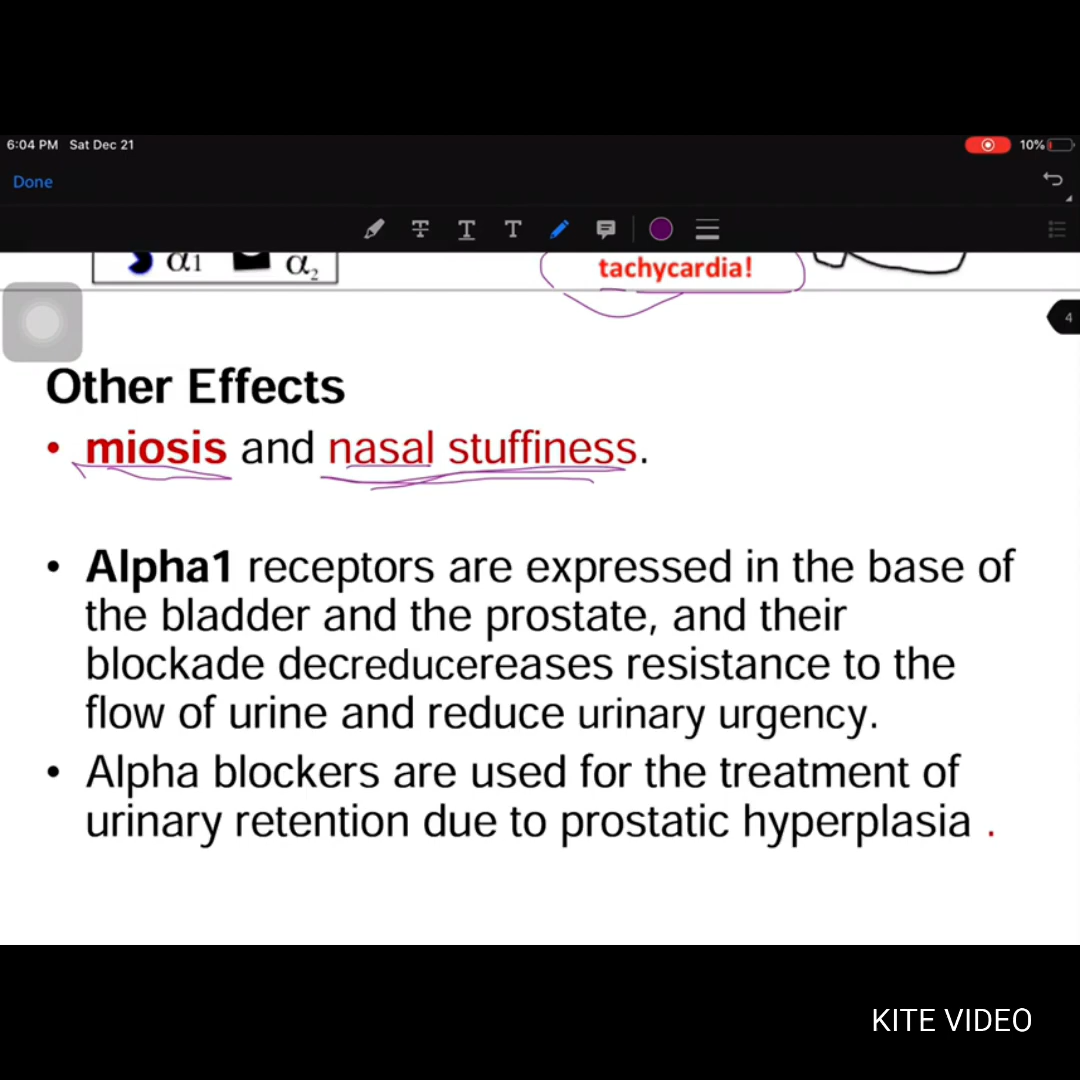 6:04 PM Sat Dec 21
10%
Done
T T T
α1 α2
tachycardia!
4
Other Effects
• miosis and nasal stuffiness.
• Alpha1 receptors are expressed in the base of
the bladder and the prostate, and their
blockade decreducereases resistance to the
flow of urine and reduce urinary urgency.
• Alpha blockers are used for the treatment of
urinary retention due to prostatic hyperplasia .
KITE VIDEO